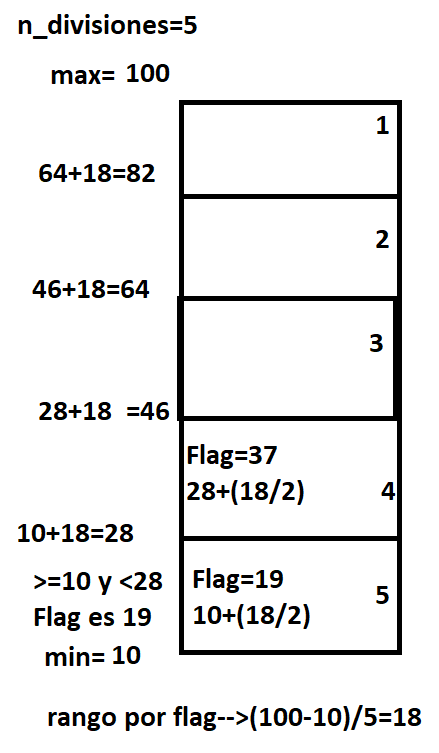 n_divisiones=5
max= 100
1
64+18=82
2
46+18=64
3
28+18 =46
Flag=37
28+(18/2)
4
10+18=28
>=10 y <28
Flag es 19
Flag=19
10+(18/2)
5
min= 10
rango por flag-->(100-10)/5=18